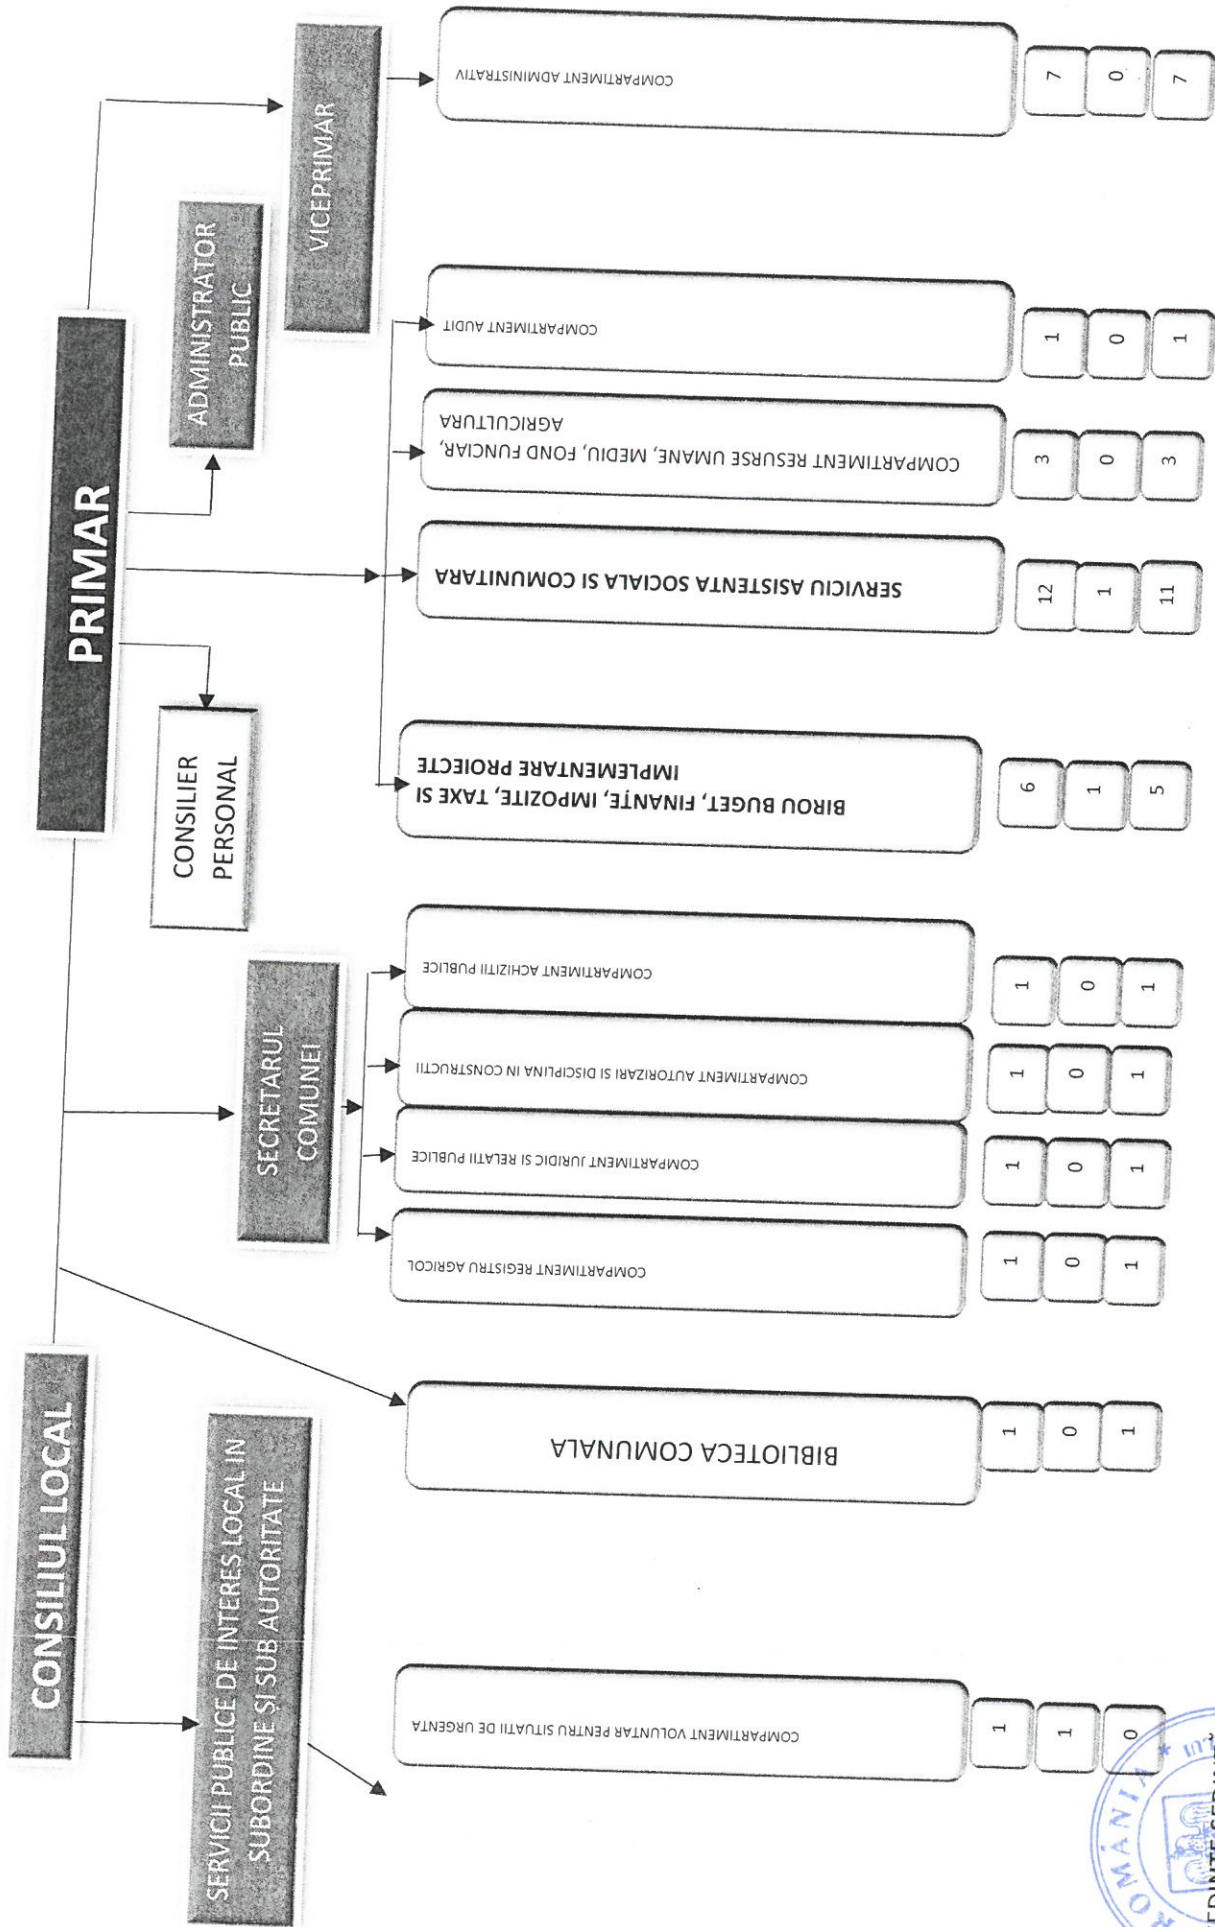 CONSILIUL LOCAL
PRIMAR
SERVICII PUBLICE DE INTERES LOCAL IN
SUBORDINE ȘI SUB AUTORITATE
SECRETARUL
COMUNEI
CONSILIER
PERSONAL
ADMINISTRATOR
PUBLIC
VICEPRIMAR
COMPARTIMENT VOLUNTAR PENTRU SITUATII DE URGENTA
1
1
0
BIBLIOTECA COMUNALA
1
0
1
COMPARTIMENT REGISTRU AGRICOL
1
0
1
COMPARTIMENT JURIDIC SI RELATII PUBLICE
1
0
1
COMPARTIMENT AUTORIZARI SI DISCIPLINA IN CONSTRUCTII
1
0
1
COMPARTIMENT ACHIZITII PUBLICE
1
0
1
BIROU BUGET, FINANȚE, IMPOZITE, TAXE SI
IMPLEMENTARE PROIECTE
6
1
5
SERVICIU ASISTENTA SOCIALA SI COMUNITARA
12
1
11
COMPARTIMENT RESURSE UMANE, MEDIU, FOND FUNCIAR,
AGRICULTURA
3
0
3
COMPARTIMENT AUDIT
1
0
1
COMPARTIMENT ADMINISTRATIV
7
0
7
ROMÂNIA *